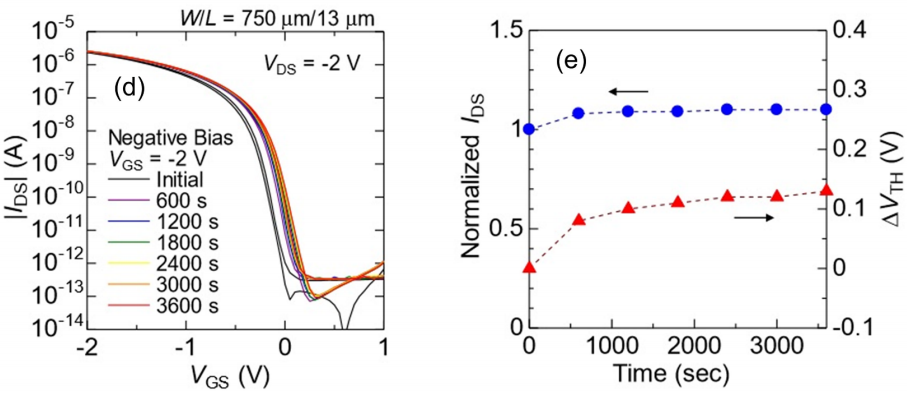 W/L = 750 μm/13 μm
10⁻⁵
10⁻⁶
10⁻⁷
10⁻⁸
10⁻⁹
10⁻¹⁰
10⁻¹¹
10⁻¹²
10⁻¹³
10⁻¹⁴
|I_DS| (A)
(d)
V_DS = -2 V
Negative Bias
V_GS = -2 V
Initial
600 s
1200 s
1800 s
2400 s
3000 s
3600 s
-2 -1 0 1
V_GS (V)
(e)
1.5
1
0.5
0
Normalized I_DS
0.4
0.3
0.2
0.1
0
-0.1
ΔV_TH (V)
0 1000 2000 3000
Time (sec)